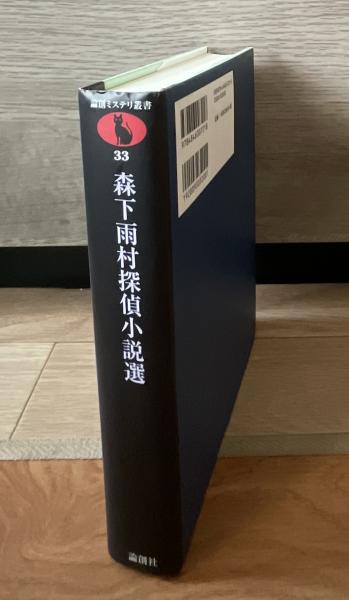 論創ミステリ叢書
33
森下雨村探偵小説選
論創社